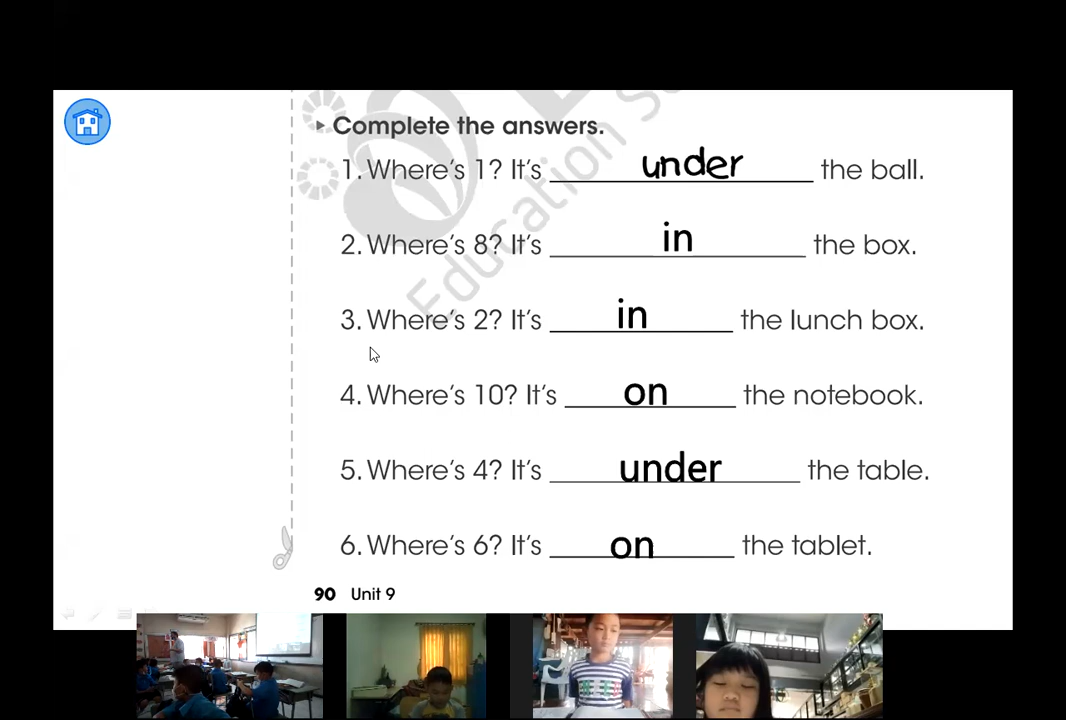 Complete the answers.
1. Where's 1? It's under the ball.
2. Where's 8? It's in the box.
3. Where's 2? It's in the lunch box.
4. Where's 10? It's on the notebook.
5. Where's 4? It's under the table.
6. Where's 6? It's on the tablet.
90 Unit 9
Education